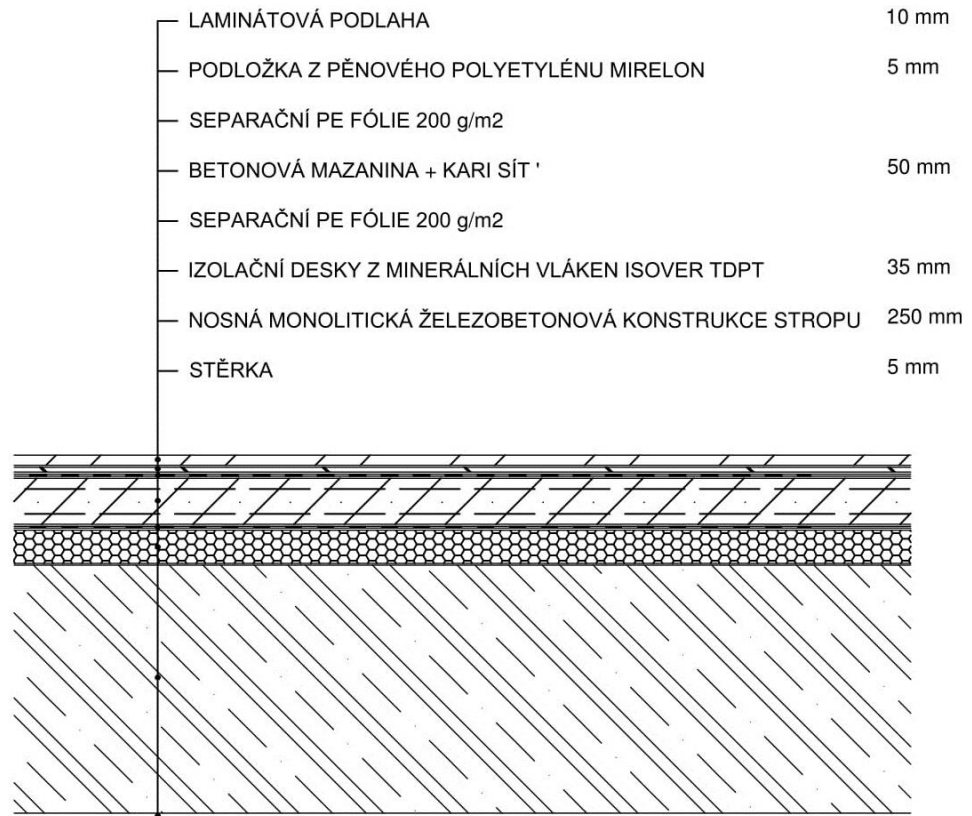 LAMINÁTOVÁ PODLAHA 10 mm
PODLOŽKA Z PĚNOVÉHO POLYETYLÉNU MIRELON 5 mm
SEPARAČNÍ PE FÓLIE 200 g/m2
BETONOVÁ MAZANINA + KARI SÍT ' 50 mm
SEPARAČNÍ PE FÓLIE 200 g/m2
IZOLAČNÍ DESKY Z MINERÁLNÍCH VLÁKEN ISOVER TDPT 35 mm
NOSNÁ MONOLITICKÁ ŽELEZOBETONOVÁ KONSTRUKCE STROPU 250 mm
STĚRKA 5 mm